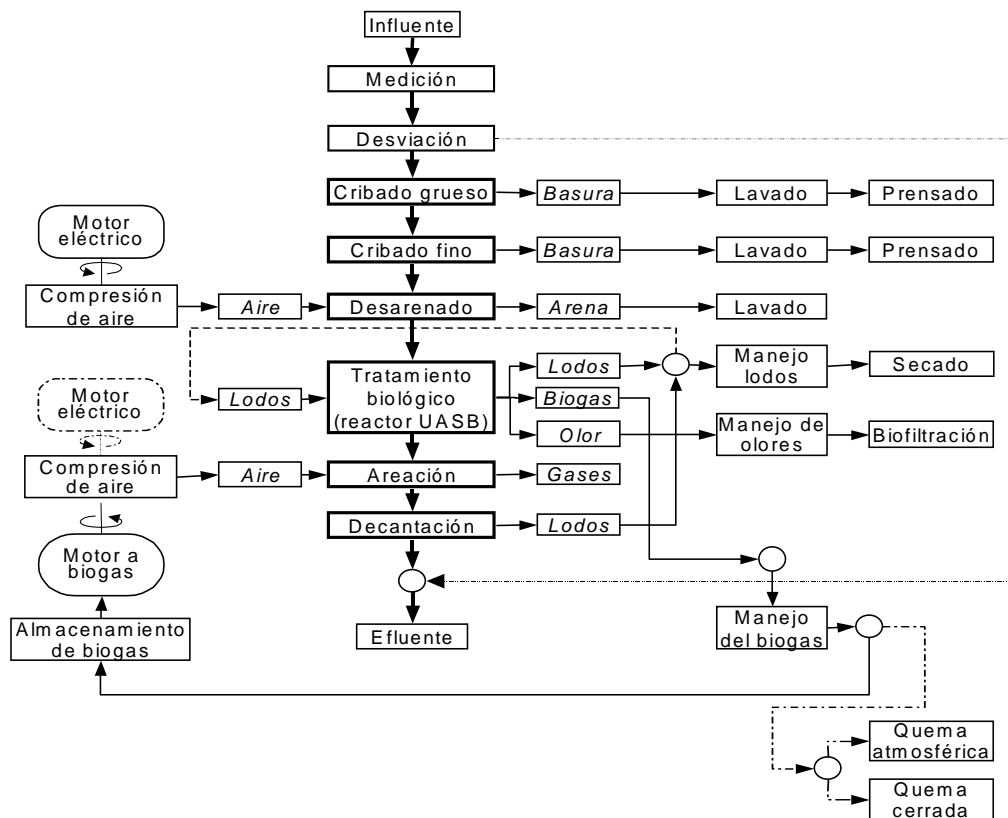 Influente
Medición
Desviación
Cribado grueso
Basura
Lavado
Prensado
Motor
eléctrico
Cribado fino
Basura
Lavado
Prensado
Compresión
de aire
Aire
Desarenado
Arena
Lavado
Motor
eléctrico
Lodos
Tratamiento
biológico
(reactor UASB)
Lodos
Manejo
lodos
Secado
Biogas
Olor
Manejo de
olores
Biofiltración
Compresión
de aire
Aire
Areación
Gases
Decantación
Lodos
Motor a
biogas
Almacenamiento
de biogas
Efluente
Manejo
del biogas
Quema
atmosférica
Quema
cerrada